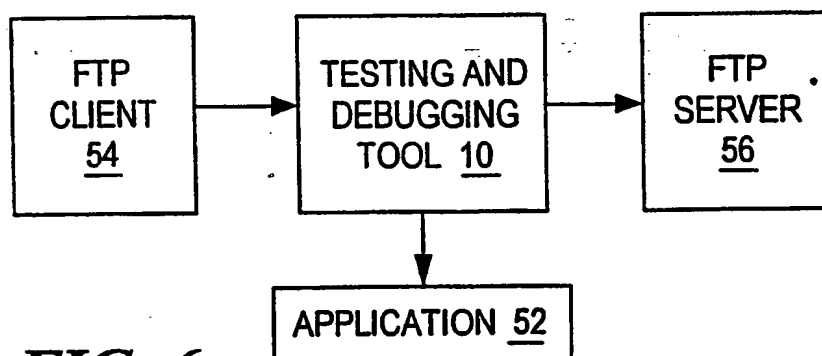 FTP
CLIENT
54
TESTING AND
DEBUGGING
TOOL 10
FTP
SERVER
56
APPLICATION 52
FIG. 6